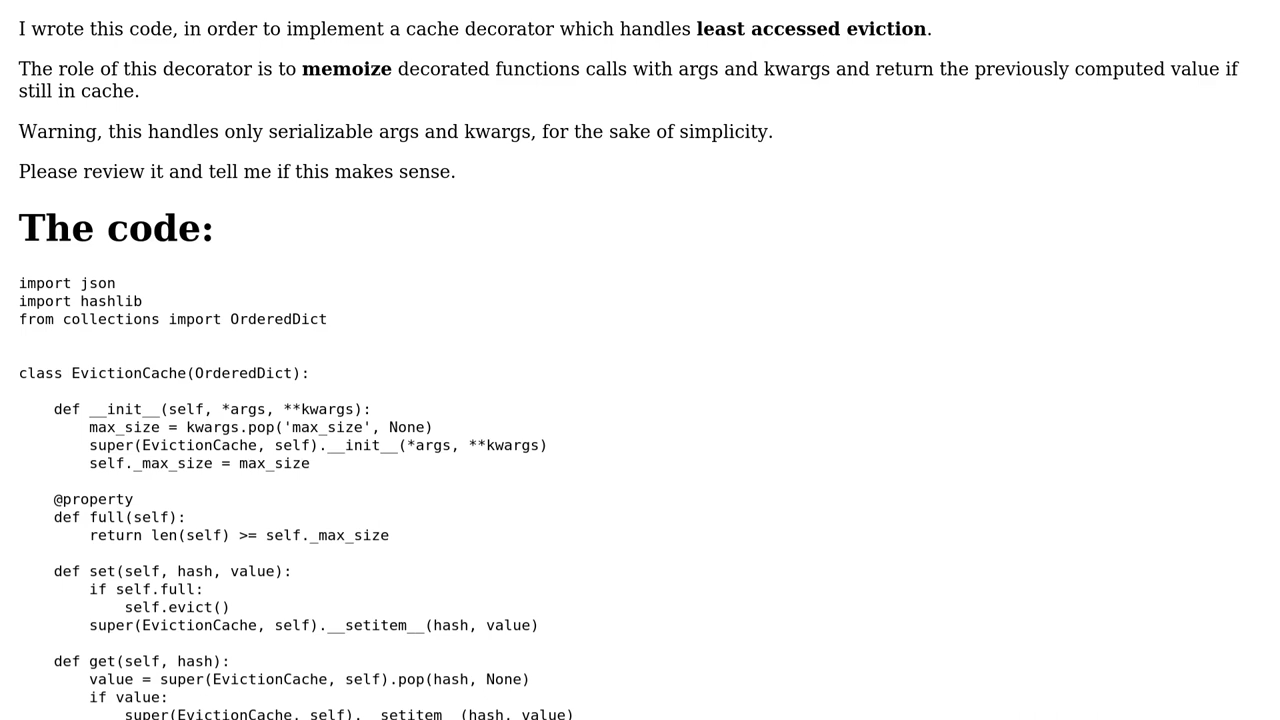 I wrote this code, in order to implement a cache decorator which handles least accessed eviction.
The role of this decorator is to memoize decorated functions calls with args and kwargs and return the previously computed value if
still in cache.
Warning, this handles only serializable args and kwargs, for the sake of simplicity.
Please review it and tell me if this makes sense.
The code:
import json
import hashlib
from collections import OrderedDict
class EvictionCache(OrderedDict):
    def __init__(self, *args, **kwargs):
        max_size = kwargs.pop('max_size', None)
        super(EvictionCache, self).__init__(*args, **kwargs)
        self._max_size = max_size
    @property
    def full(self):
        return len(self) >= self._max_size
    def set(self, hash, value):
        if self.full:
            self.evict()
        super(EvictionCache, self).__setitem__(hash, value)
    def get(self, hash):
        value = super(EvictionCache, self).pop(hash, None)
        if value:
            super(EvictionCache, self).__setitem__(hash, value)